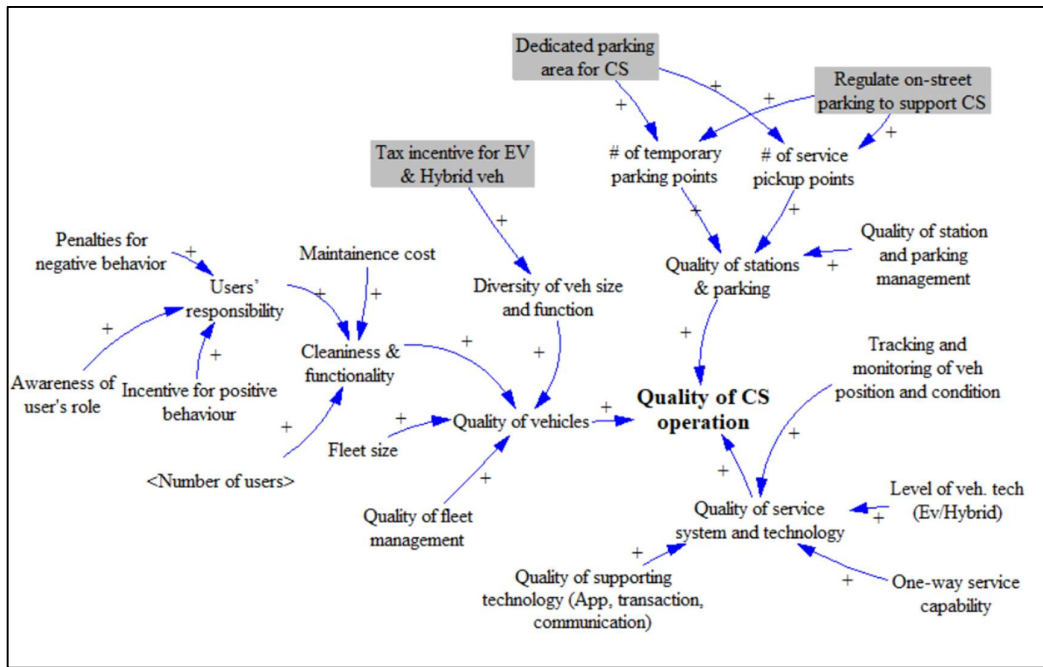 Dedicated parking
area for CS
Regulate on-street
parking to support CS
+
+
+
+
Tax incentive for EV
& Hybrid veh
# of temporary
parking points
# of service
pickup points
+
+
+
Penalties for
negative behavior
+
Maintainence cost
Quality of station
and parking
management
+
Users'
responsibility
+
+
Diversity of veh size
and function
Quality of stations
& parking
+
+
+
Cleaniness &
functionality
+
+
+
Tracking and
monitoring of veh
position and condition
Awareness of
user's role
Incentive for positive
behaviour
Quality of vehicles
+
Quality of CS
operation
+
+
Fleet size
+
<Number of users>
+
+
Quality of fleet
management
Quality of service
system and technology
Level of veh. tech
(Ev/Hybrid)
+
+
Quality of supporting
technology (App, transaction,
communication)
+
One-way service
capability